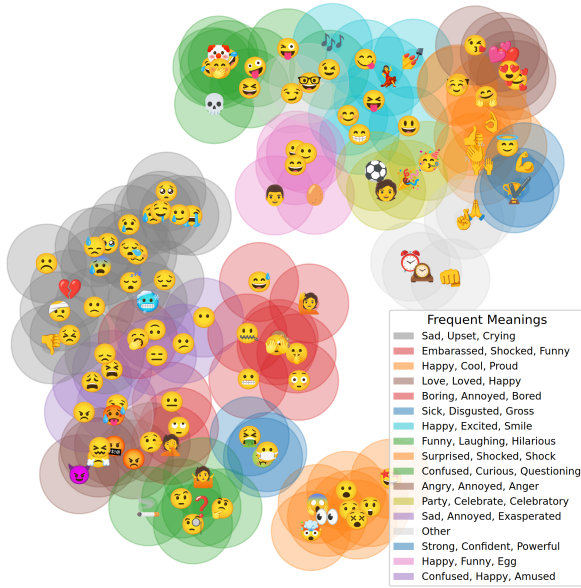 Frequent Meanings
Sad, Upset, Crying
Embarassed, Shocked, Funny
Happy, Cool, Proud
Love, Loved, Happy
Boring, Annoyed, Bored
Sick, Disgusted, Gross
Happy, Excited, Smile
Funny, Laughing, Hilarious
Surprised, Shocked, Shock
Confused, Curious, Questioning
Angry, Annoyed, Anger
Party, Celebrate, Celebratory
Sad, Annoyed, Exasperated
Other
Strong, Confident, Powerful
Happy, Funny, Egg
Confused, Happy, Amused